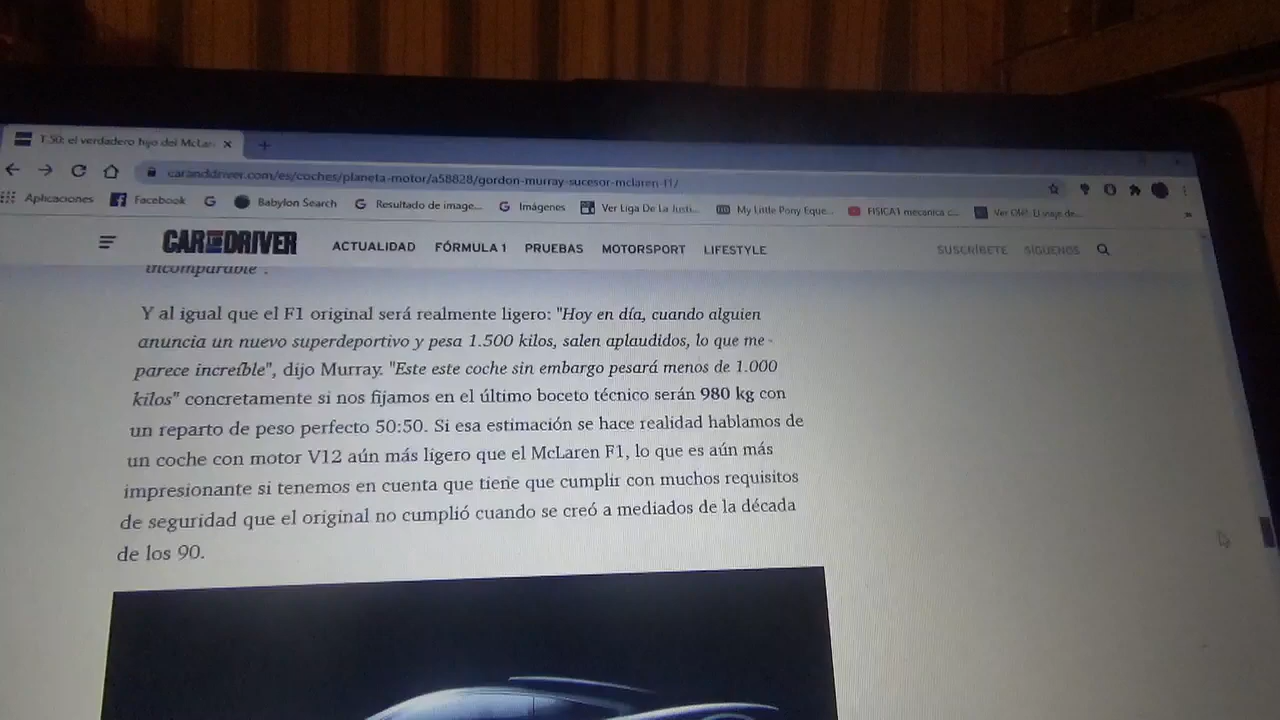 T.50: el verdadero hijo del McLar
caranddriver.com/es/coches/planeta-motor/a58828/gordon-murray-sucesor-mclaren-f1/
Aplicaciones Facebook Babylon Search Resultado de image... Imágenes Ver Liga De La Justi... My Little Pony Eque... FISICA1 mecanica c...
CAR AND DRIVER ACTUALIDAD FÓRMULA 1 PRUEBAS MOTORSPORT LIFESTYLE SUSCRÍBETE SÍGUENOS
incomparable".
Y al igual que el F1 original será realmente ligero: "Hoy en día, cuando alguien
anuncia un nuevo superdeportivo y pesa 1.500 kilos, salen aplaudidos, lo que me
parece increíble", dijo Murray. "Este este coche sin embargo pesará menos de 1.000
kilos" concretamente si nos fijamos en el último boceto técnico serán 980 kg con
un reparto de peso perfecto 50:50. Si esa estimación se hace realidad hablamos de
un coche con motor V12 aún más ligero que el McLaren F1, lo que es aún más
impresionante si tenemos en cuenta que tiene que cumplir con muchos requisitos
de seguridad que el original no cumplió cuando se creó a mediados de la década
de los 90.